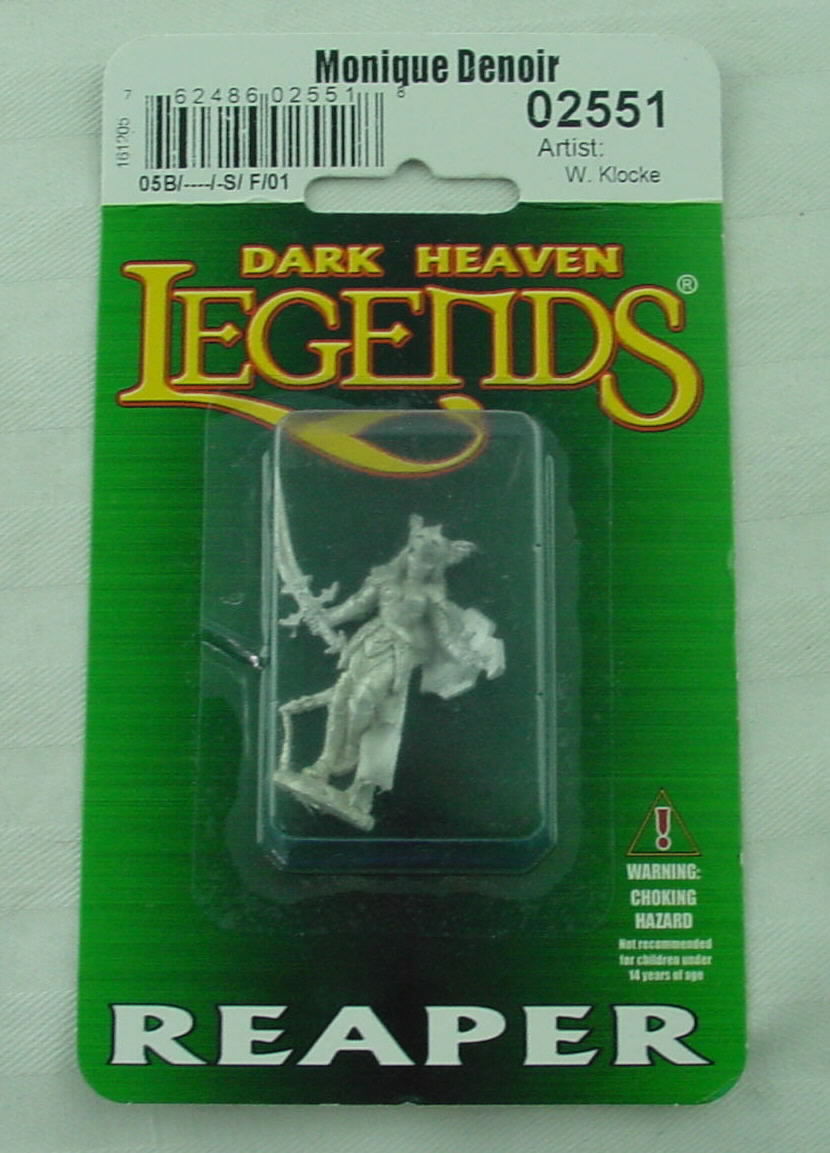 Monique Denoir
7 62486 02551 8
161205
05B/----/-S/ F/01
02551
Artist:
W. Klocke
DARK HEAVEN
LEGENDS®
WARNING:
CHOKING
HAZARD
Not recommended
for children under
14 years of age
REAPER